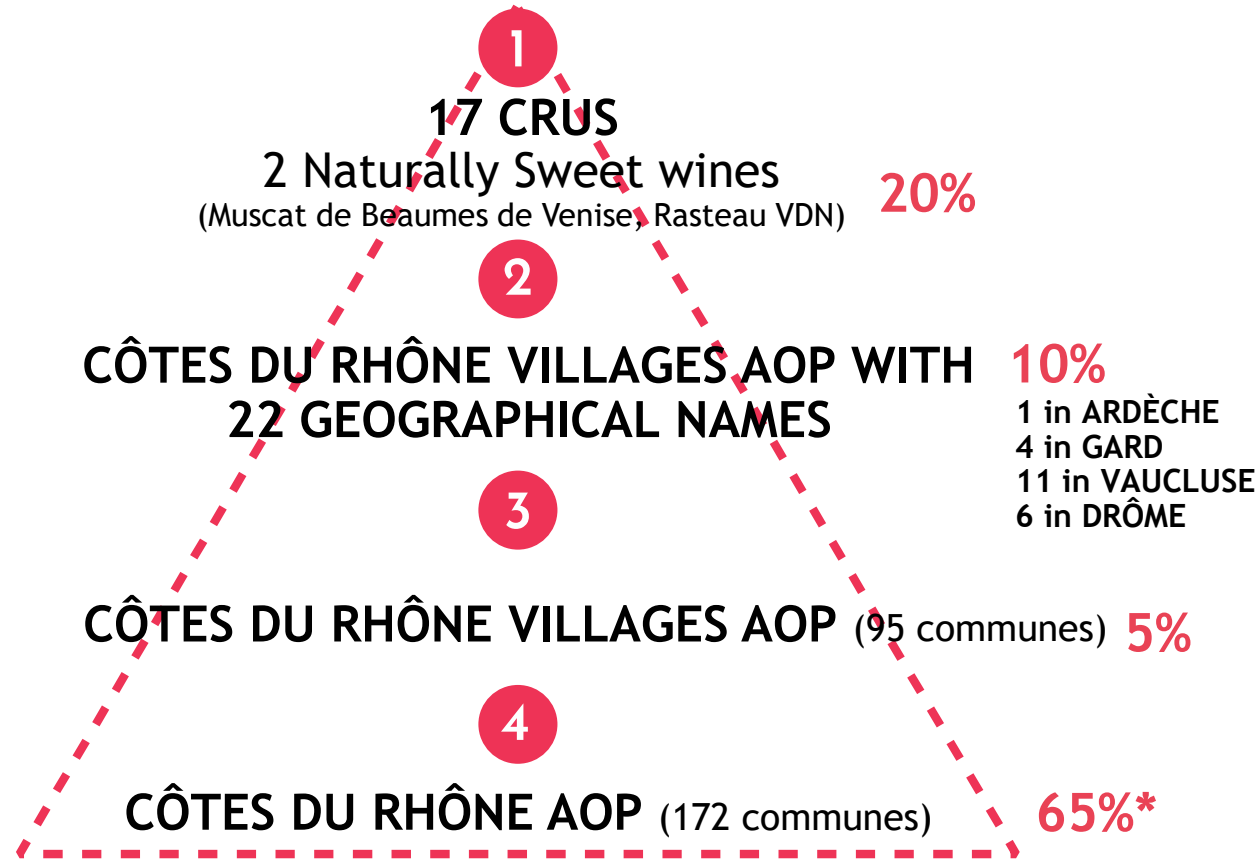 1
17 CRUS
2 Naturally Sweet wines
(Muscat de Beaumes de Venise, Rasteau VDN)
20%
2
CÔTES DU RHÔNE VILLAGES AOP WITH
22 GEOGRAPHICAL NAMES
10%
1 in ARDÈCHE
4 in GARD
11 in VAUCLUSE
6 in DRÔME
3
CÔTES DU RHÔNE VILLAGES AOP (95 communes) 5%
4
CÔTES DU RHÔNE AOP (172 communes) 65%*